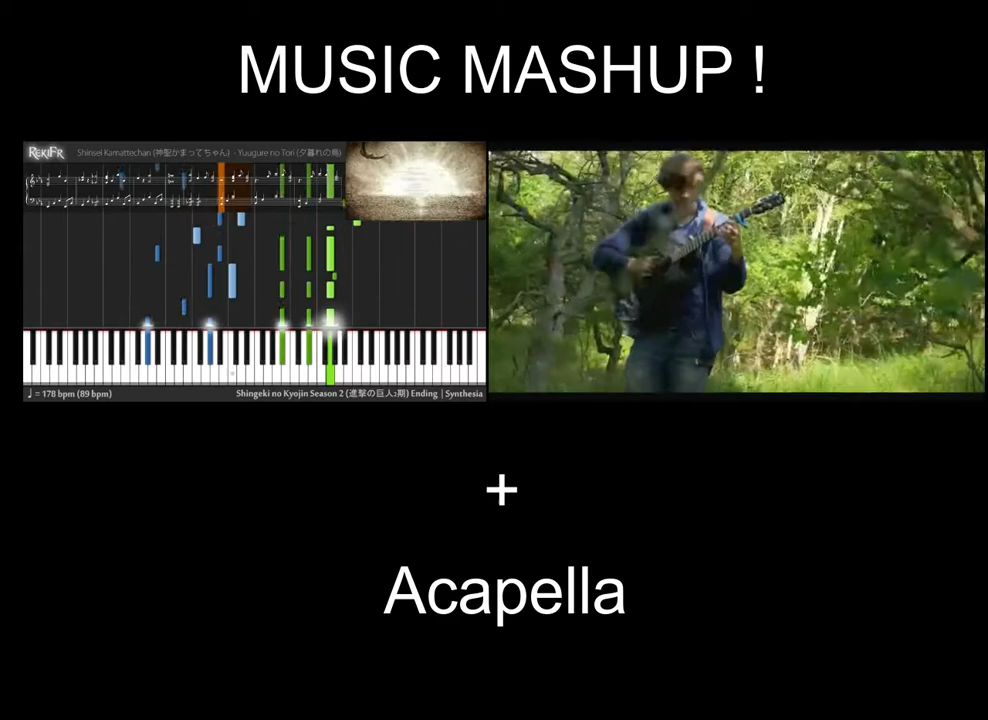 MUSIC MASHUP !
REKIFR
Shinsei Kamattechan (神聖かまってちゃん) - Yuugure no Tori (夕暮れの鳥)
♩ = 178 bpm (89 bpm)
Shingeki no Kyojin Season 2 (進撃の巨人2期) Ending | Synthesia
+
Acapella